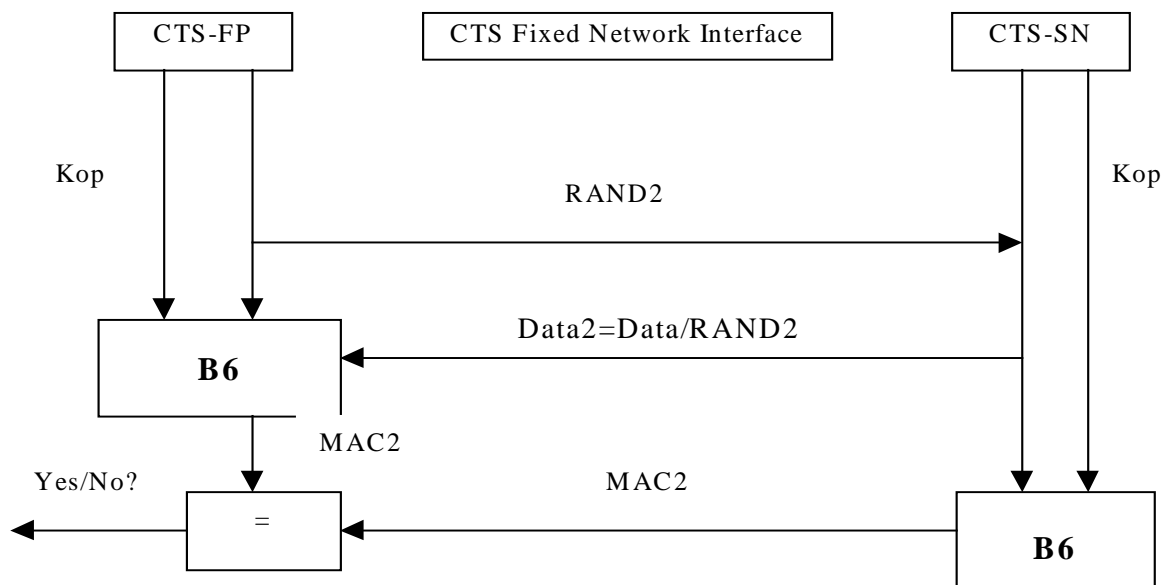 CTS-FP
CTS Fixed Network Interface
CTS-SN
Kop
Kop
RAND2
Data2=Data/RAND2
B6
MAC2
Yes/No?
MAC2
=
B6